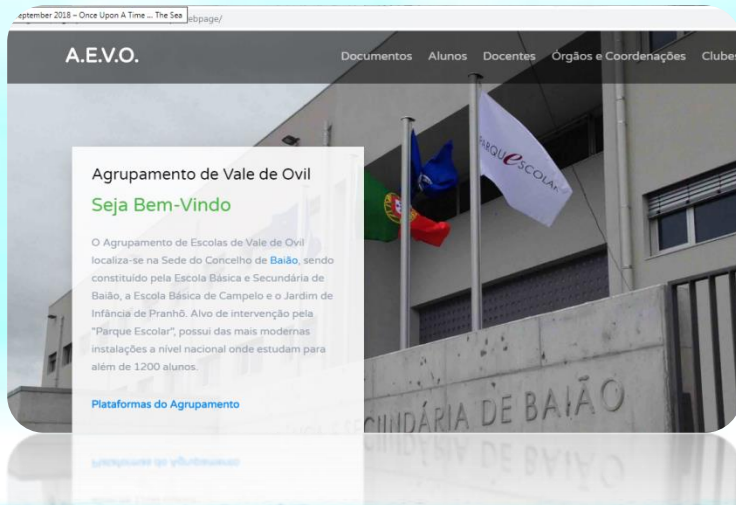 eptember 2018 – Once Upon A Time ... The Sea
ebpage/
A.E.V.O.
Documentos Alunos Docentes Órgãos e Coordenações Clubes
Agrupamento de Vale de Ovil
Seja Bem-Vindo
O Agrupamento de Escolas de Vale de Ovil
localiza-se na Sede do Concelho de Baião, sendo
constituído pela Escola Básica e Secundária de
Baião, a Escola Básica de Campelo e o Jardim de
Infância de Pranhô. Alvo de intervenção pela
"Parque Escolar", possui das mais modernas
instalações a nível nacional onde estudam para
além de 1200 alunos.
Plataformas do Agrupamento
PARQUE ESCOLAR
SECUNDÁRIA DE BAIÃO